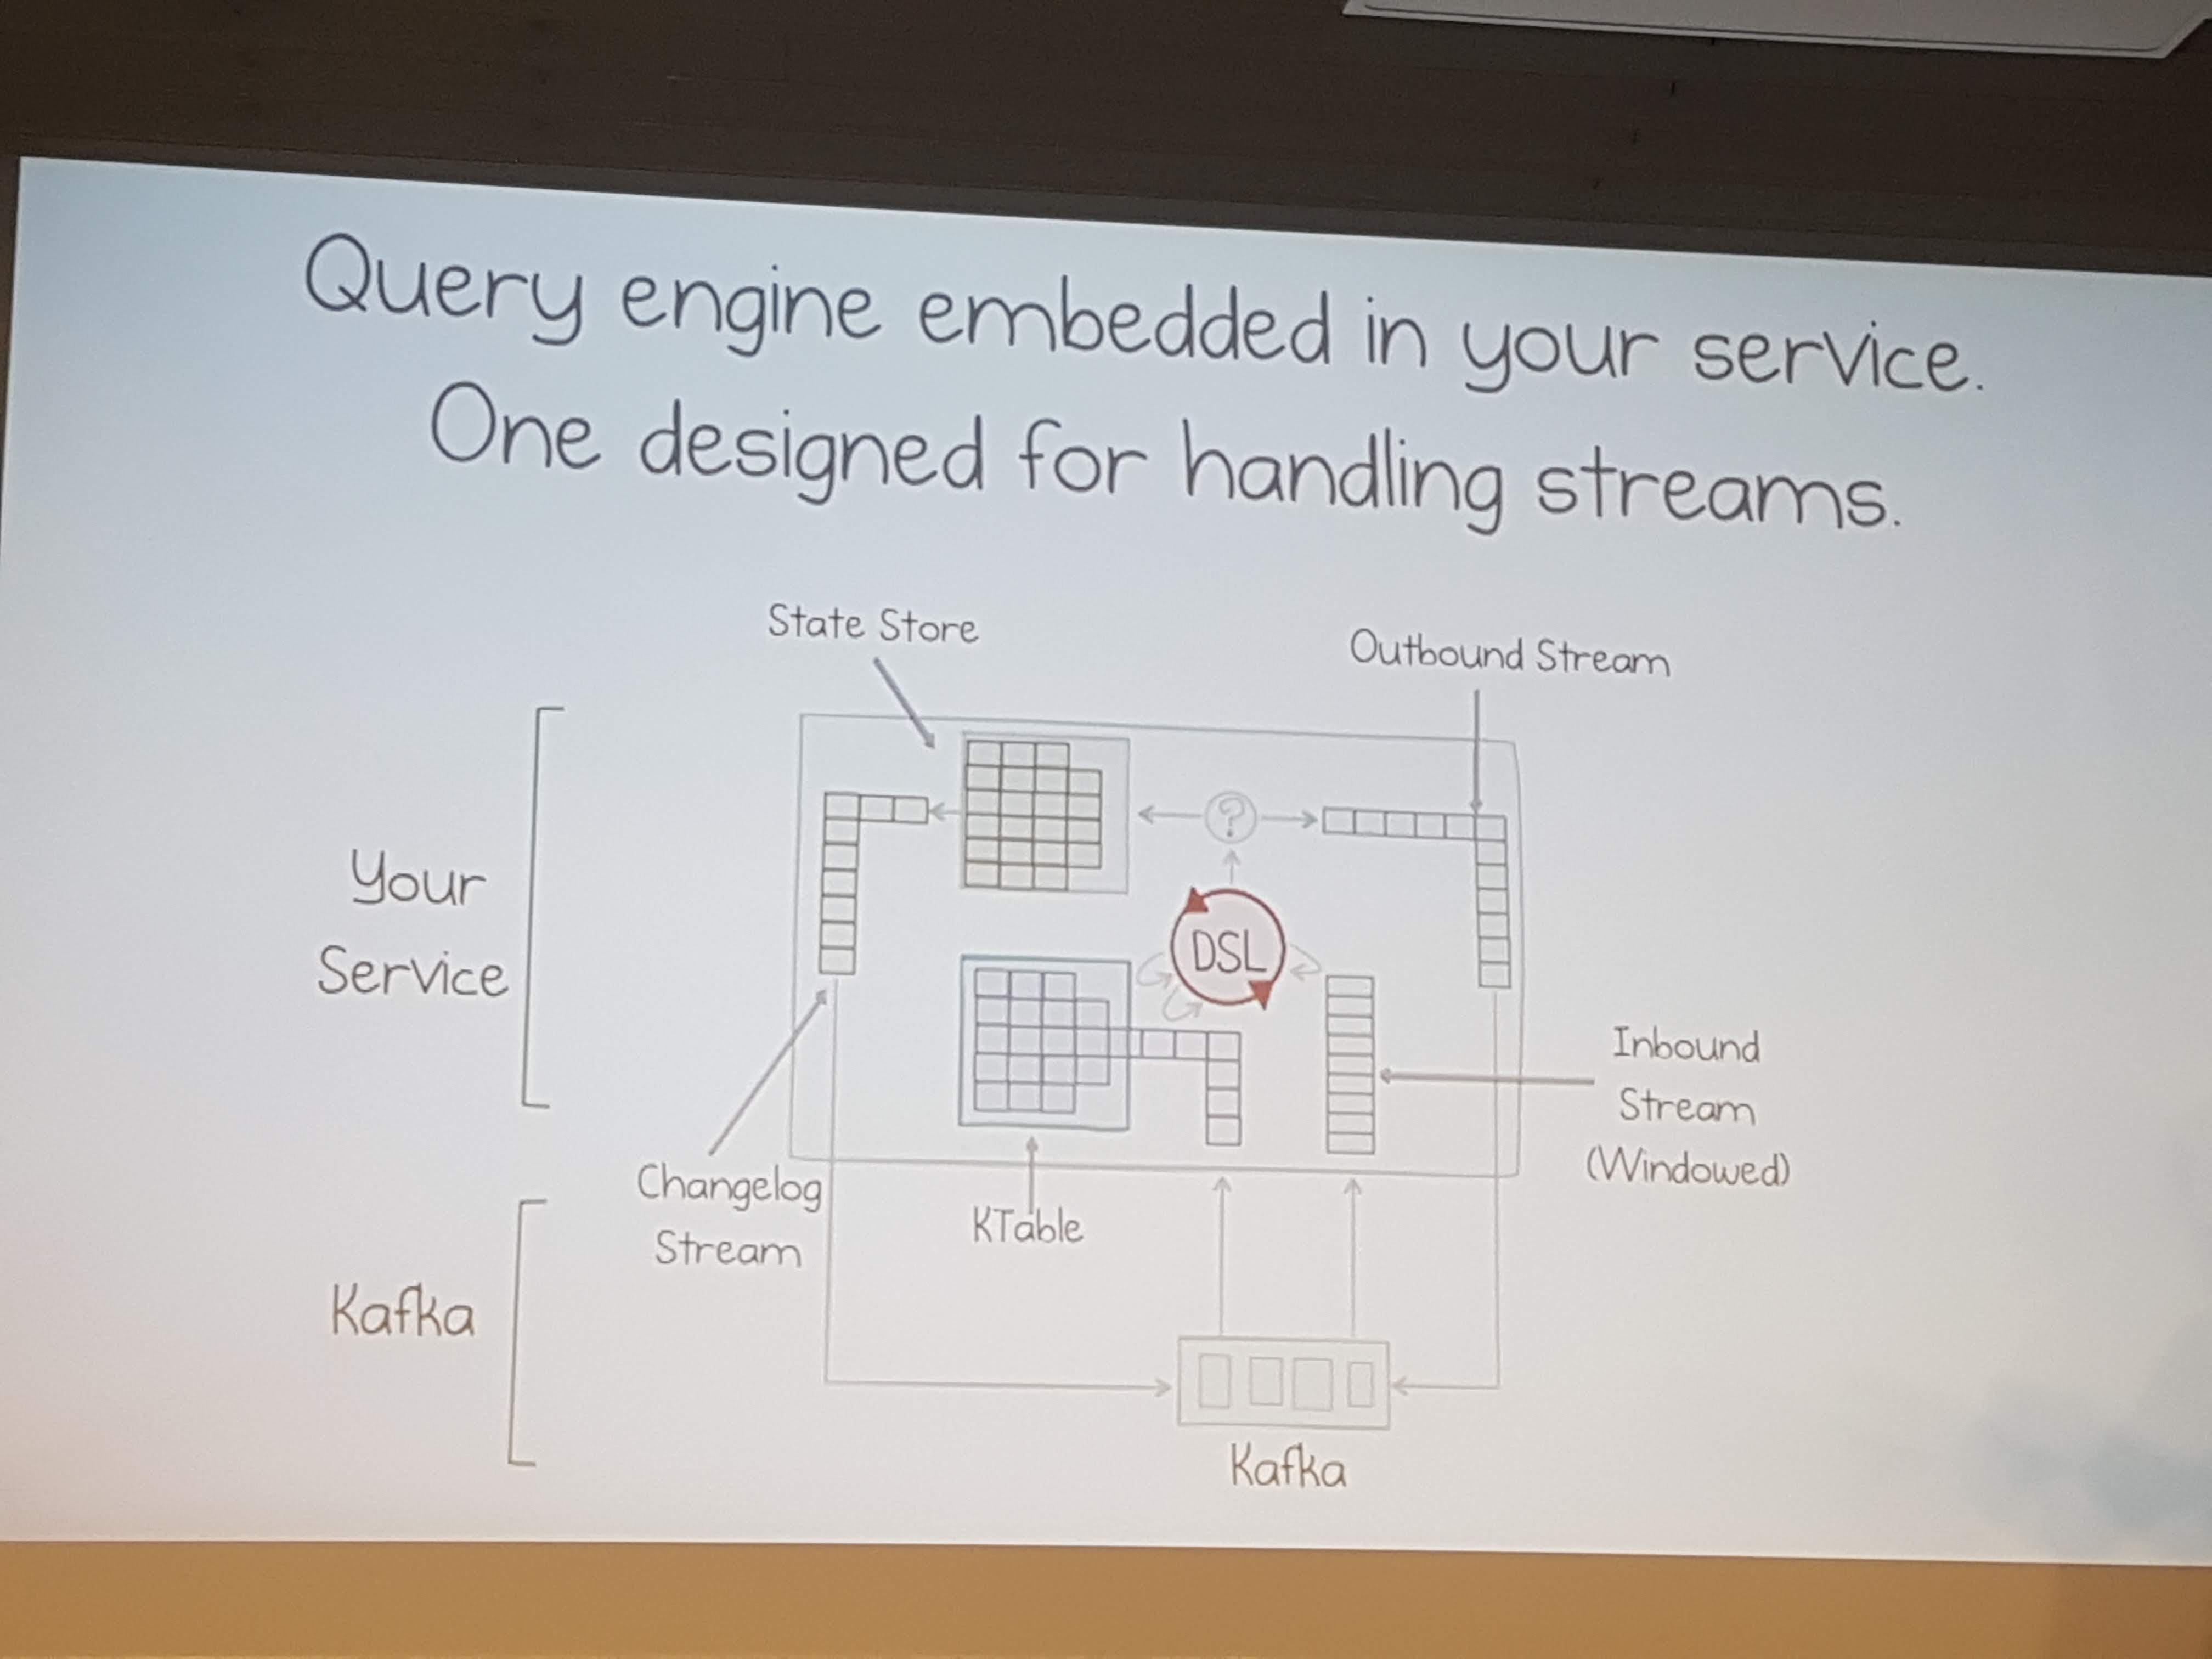 Query engine embedded in your service.
One designed for handling streams.
State Store
Outbound Stream
?
Your
Service
DSL
Inbound
Stream
(Windowed)
Changelog
Stream
KTable
Kafka
Kafka